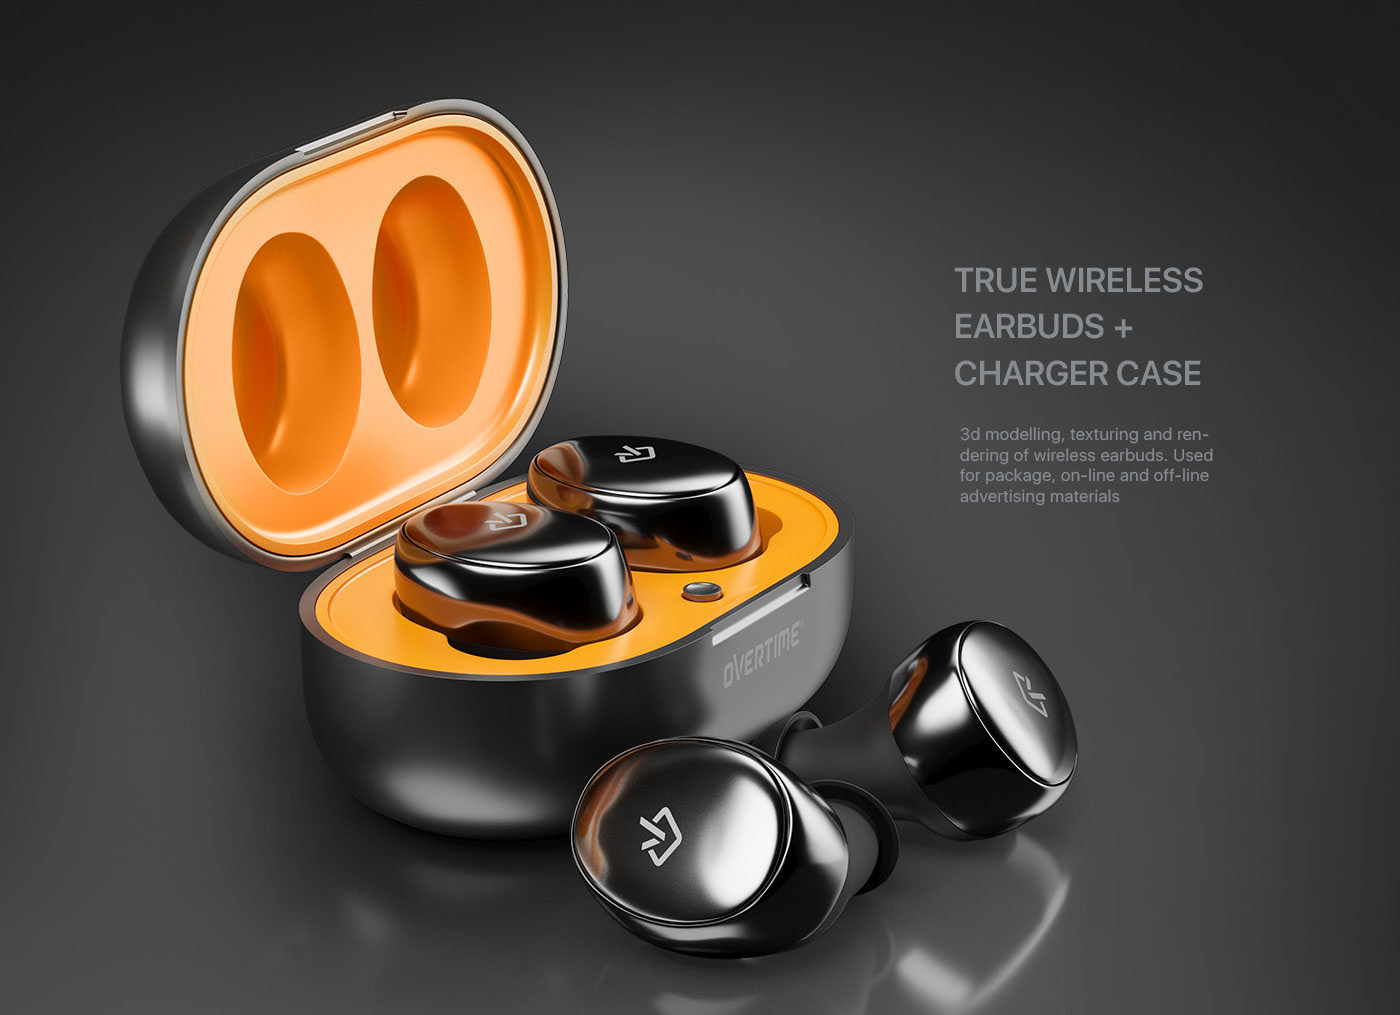 TRUE WIRELESS
EARBUDS +
CHARGER CASE
3d modelling, texturing and ren-
dering of wireless earbuds. Used
for package, on-line and off-line
advertising materials
OVERTIME